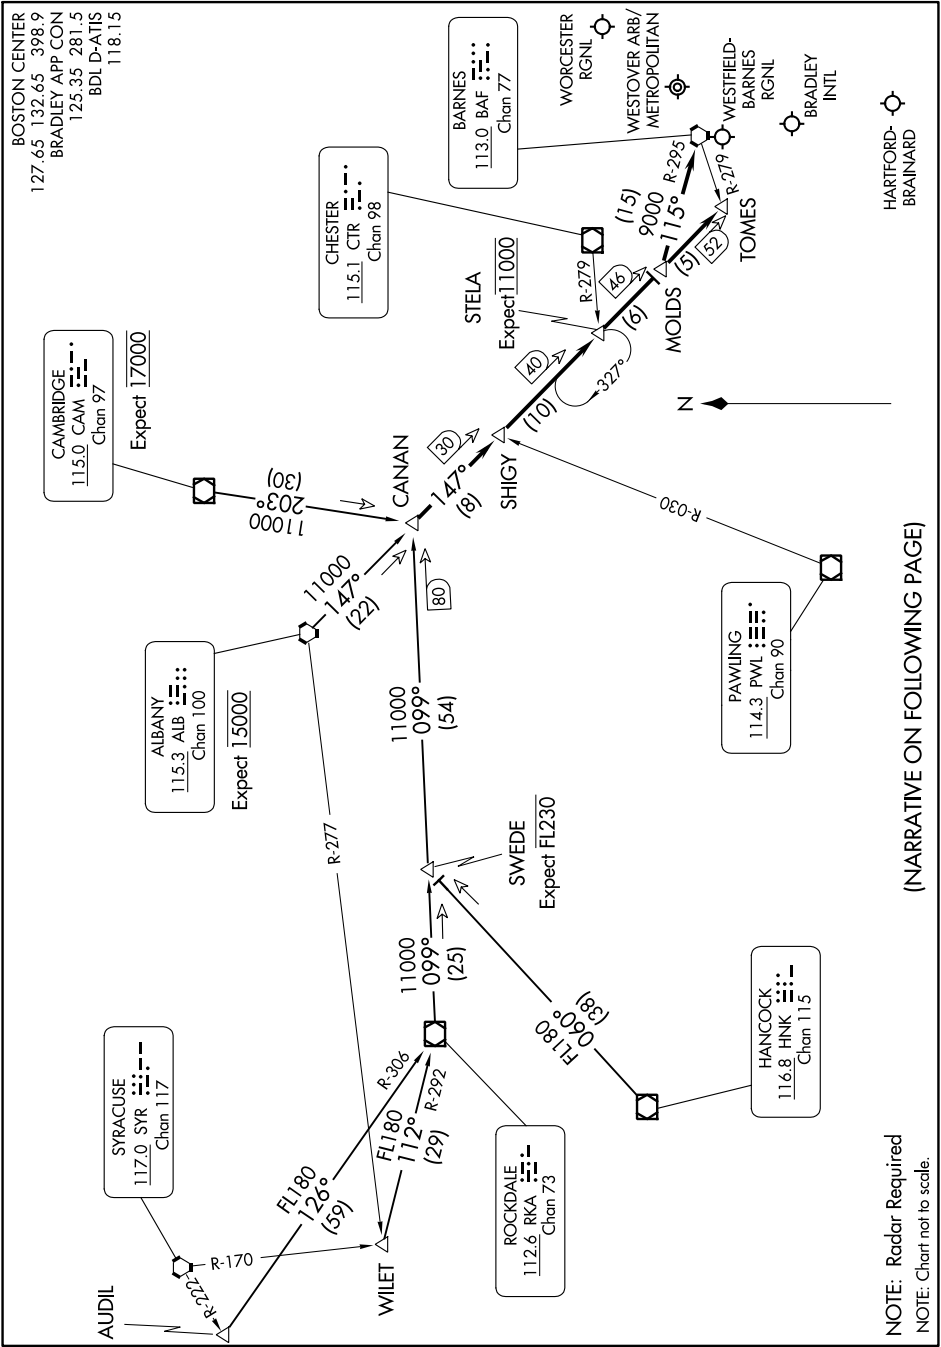 BOSTON CENTER
127.65 132.65 398.9
BRADLEY APP CON
125.35 281.5
BDL D-ATIS
118.15
SYRACUSE
117.0 SYR
Chan 117
AUDIL
R-222
R-170
WILET
FL180
126°
(59)
R-306
FL180
112°
(29)
R-292
ROCKDALE
112.6 RKA
Chan 73
11000
099°
(25)
HANCOCK
116.8 HNK
Chan 115
FL180
060°
(38)
SWEDE
Expect FL230
R-277
11000
099°
(54)
80
ALBANY
115.3 ALB
Chan 100
Expect 15000
11000
147°
(22)
CAMBRIDGE
115.0 CAM
Chan 97
Expect 17000
11000
203°
(30)
CANAN
147°
(8)
30
SHIGY
R-030
PAWLING
114.3 PWL
Chan 90
(10)
40
327°
STELA
Expect 11000
CHESTER
115.1 CTR
Chan 98
R-279
46
(6)
MOLDS
(15)
9000
115°
R-295
(5)
52
R-279
TOMES
BARNES
113.0 BAF
Chan 77
WORCESTER
RGNL
WESTOVER ARB/
METROPOLITAN
WESTFIELD-
BARNES
RGNL
BRADLEY
INTL
HARTFORD-
BRAINARD
N
NOTE: Radar Required
NOTE: Chart not to scale.
(NARRATIVE ON FOLLOWING PAGE)